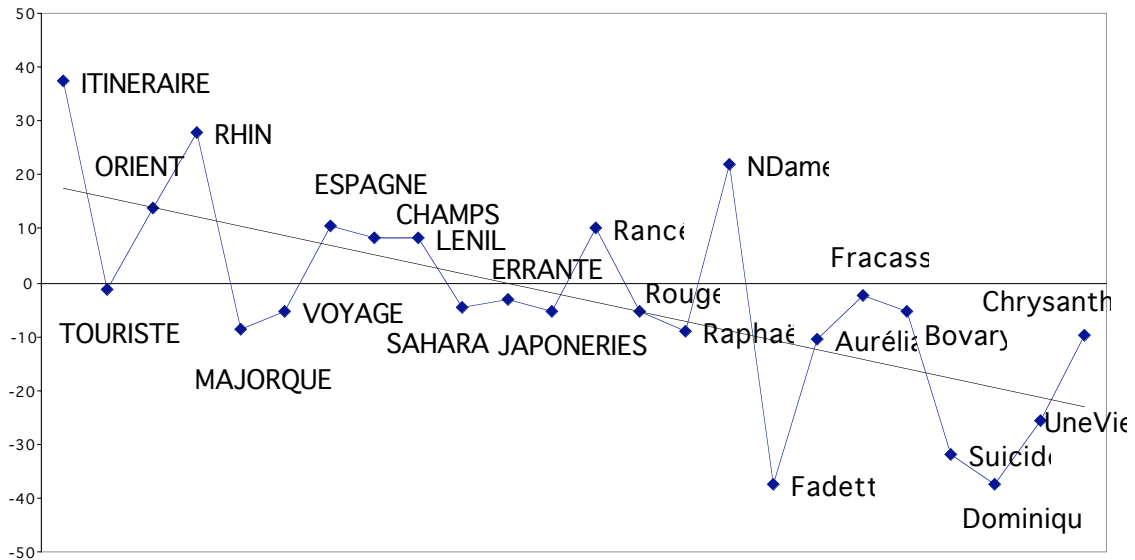 50
40
30
20
10
0
-10
-20
-30
-40
-50
ITINERAIRE
TOURISTE
ORIENT
RHIN
MAJORQUE
VOYAGE
ESPAGNE
CHAMPS
LENIL
SAHARA
ERRANTE
JAPONERIES
Rancé
Rouge
Raphaë
NDame
Fadett
Aurélia
Fracass
Bovary
Suicide
Dominiqu
UneVie
Chrysanth